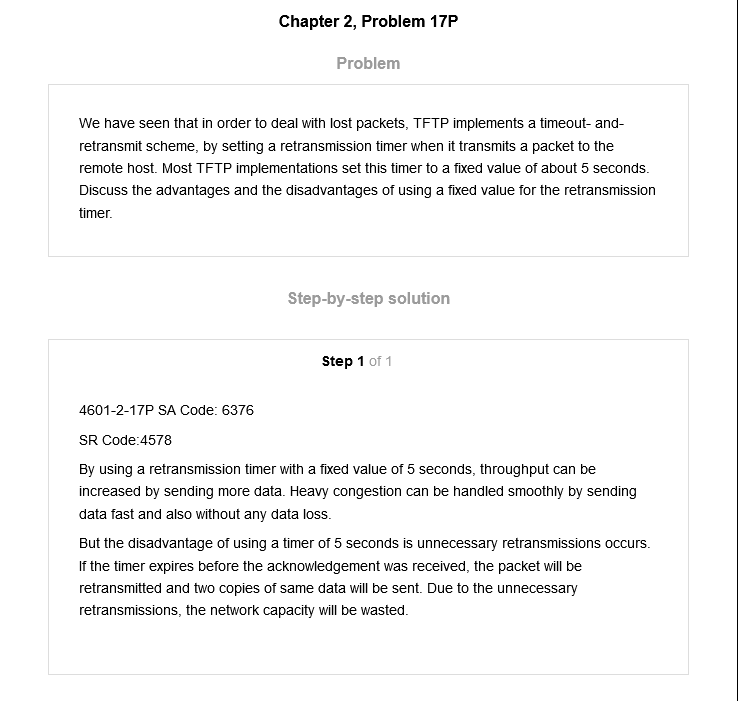 Chapter 2, Problem 17P
Problem
We have seen that in order to deal with lost packets, TFTP implements a timeout- and-
retransmit scheme, by setting a retransmission timer when it transmits a packet to the
remote host. Most TFTP implementations set this timer to a fixed value of about 5 seconds.
Discuss the advantages and the disadvantages of using a fixed value for the retransmission
timer.
Step-by-step solution
Step 1 of 1
4601-2-17P SA Code: 6376
SR Code:4578
By using a retransmission timer with a fixed value of 5 seconds, throughput can be
increased by sending more data. Heavy congestion can be handled smoothly by sending
data fast and also without any data loss.
But the disadvantage of using a timer of 5 seconds is unnecessary retransmissions occurs.
If the timer expires before the acknowledgement was received, the packet will be
retransmitted and two copies of same data will be sent. Due to the unnecessary
retransmissions, the network capacity will be wasted.